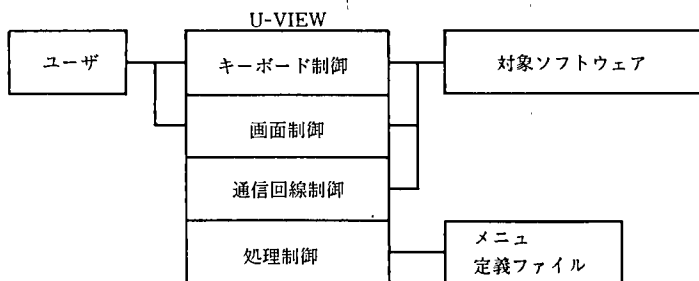 U-VIEW
ユーザ
キーボード制御
対象ソフトウェア
画面制御
通信回線制御
処理制御
メニュ
定義ファイル